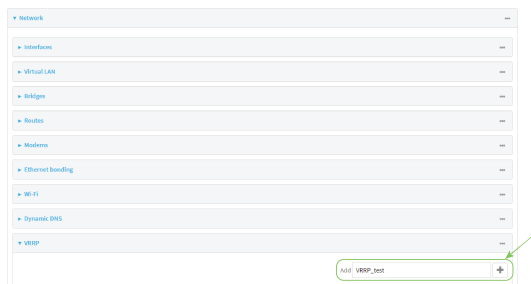 Network
Interfaces
Virtual LAN
Bridges
Routes
Modems
Ethernet bonding
Wi-Fi
Dynamic DNS
VRRP
Add VRRP_test